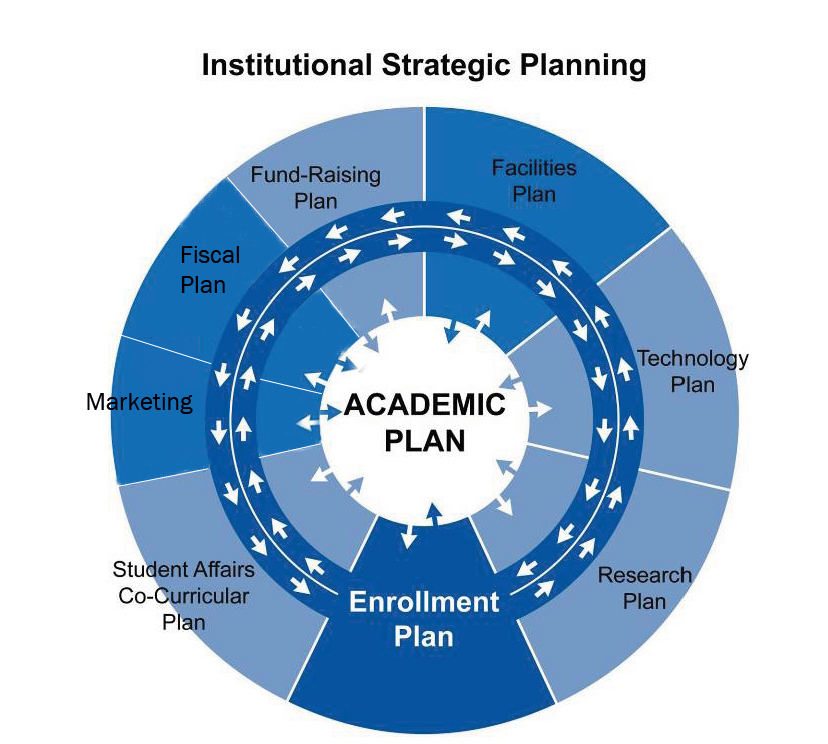 Institutional Strategic Planning
Fund-Raising
Plan
Facilities
Plan
Fiscal
Plan
Technology
Plan
Marketing
ACADEMIC
PLAN
Student Affairs
Co-Curricular
Plan
Research
Plan
Enrollment
Plan